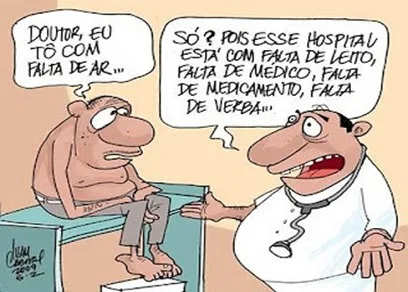 DOUTOR, EU
TÔ COM
FALTA DE AR...
SÓ? POIS ESSE HOSPITAL
ESTÁ COM FALTA DE LEITO,
FALTA DE MÉDICO, FALTA
DE MEDICAMENTO, FALTA
DE VERBA...
2009